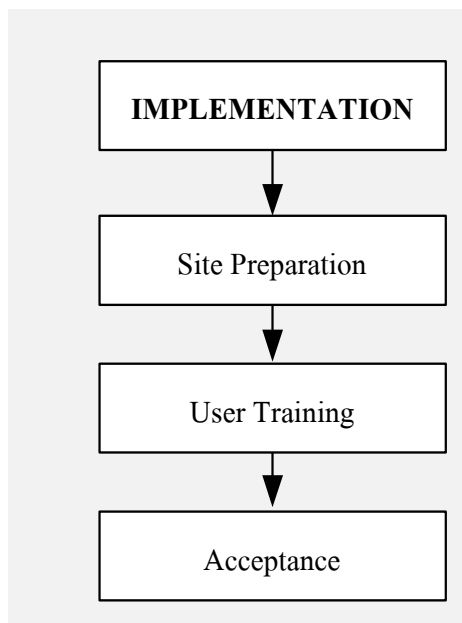 IMPLEMENTATION
Site Preparation
User Training
Acceptance